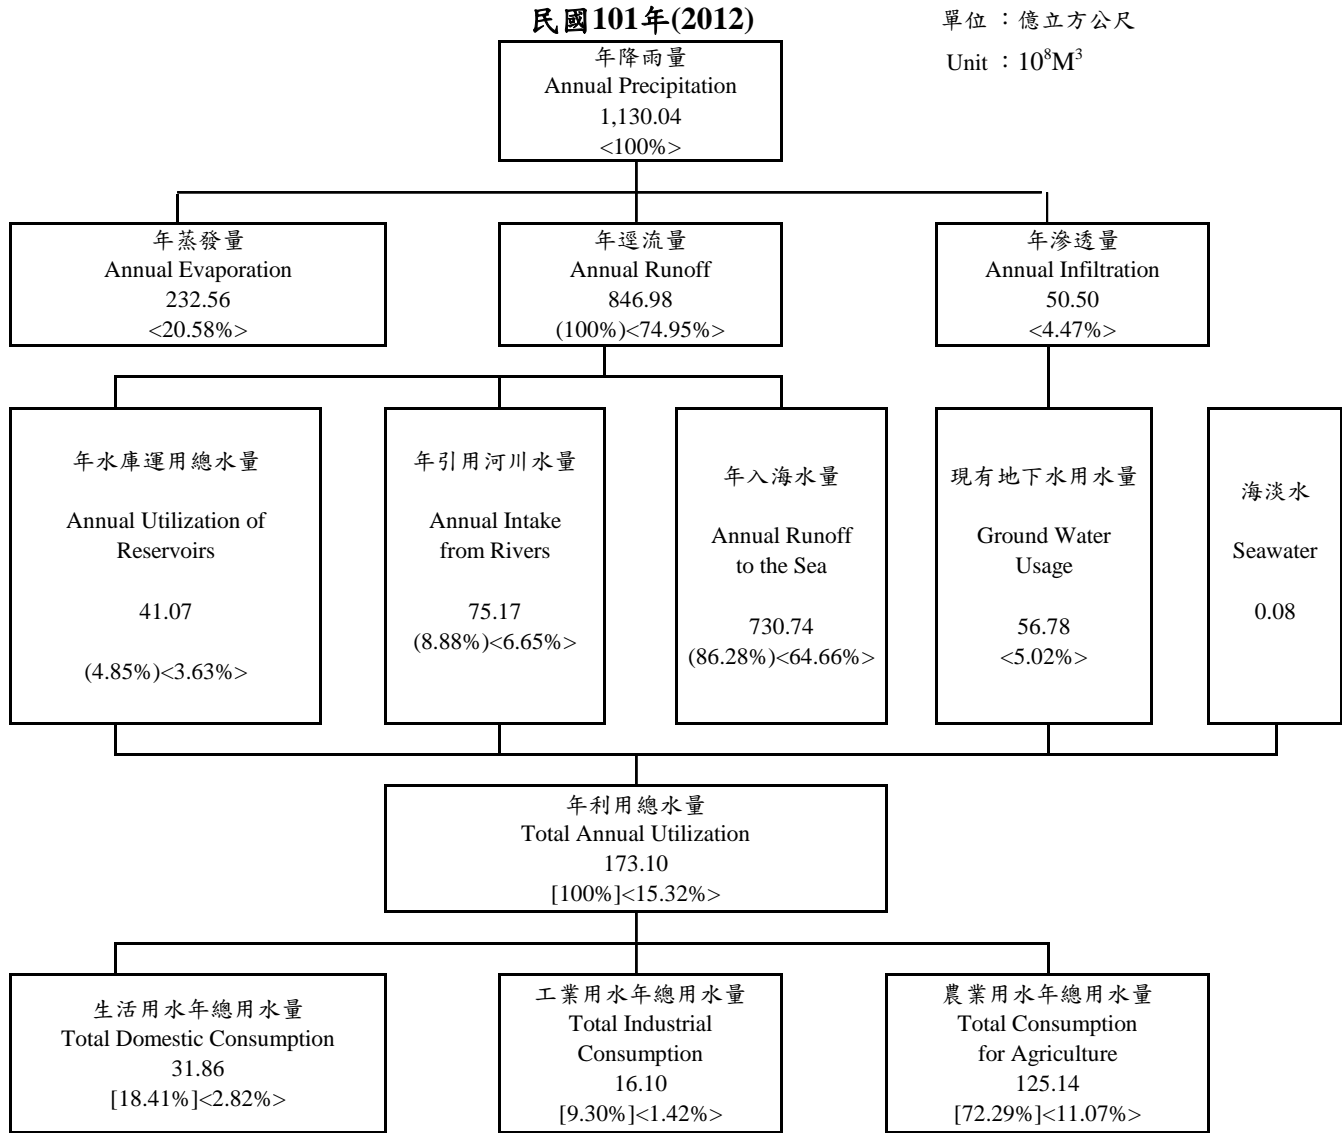 民國101年(2012)
單位：億立方公尺
Unit：10⁸M³
年降雨量
Annual Precipitation
1,130.04
<100%>
年蒸發量
Annual Evaporation
232.56
<20.58%>
年逕流量
Annual Runoff
846.98
(100%)<74.95%>
年滲透量
Annual Infiltration
50.50
<4.47%>
年水庫運用總水量
Annual Utilization of
Reservoirs
41.07
(4.85%)<3.63%>
年引用河川水量
Annual Intake
from Rivers
75.17
(8.88%)<6.65%>
年入海水量
Annual Runoff
to the Sea
730.74
(86.28%)<64.66%>
現有地下水用水量
Ground Water
Usage
56.78
<5.02%>
海淡水
Seawater
0.08
年利用總水量
Total Annual Utilization
173.10
[100%]<15.32%>
生活用水年總用水量
Total Domestic Consumption
31.86
[18.41%]<2.82%>
工業用水年總用水量
Total Industrial
Consumption
16.10
[9.30%]<1.42%>
農業用水年總用水量
Total Consumption
for Agriculture
125.14
[72.29%]<11.07%>